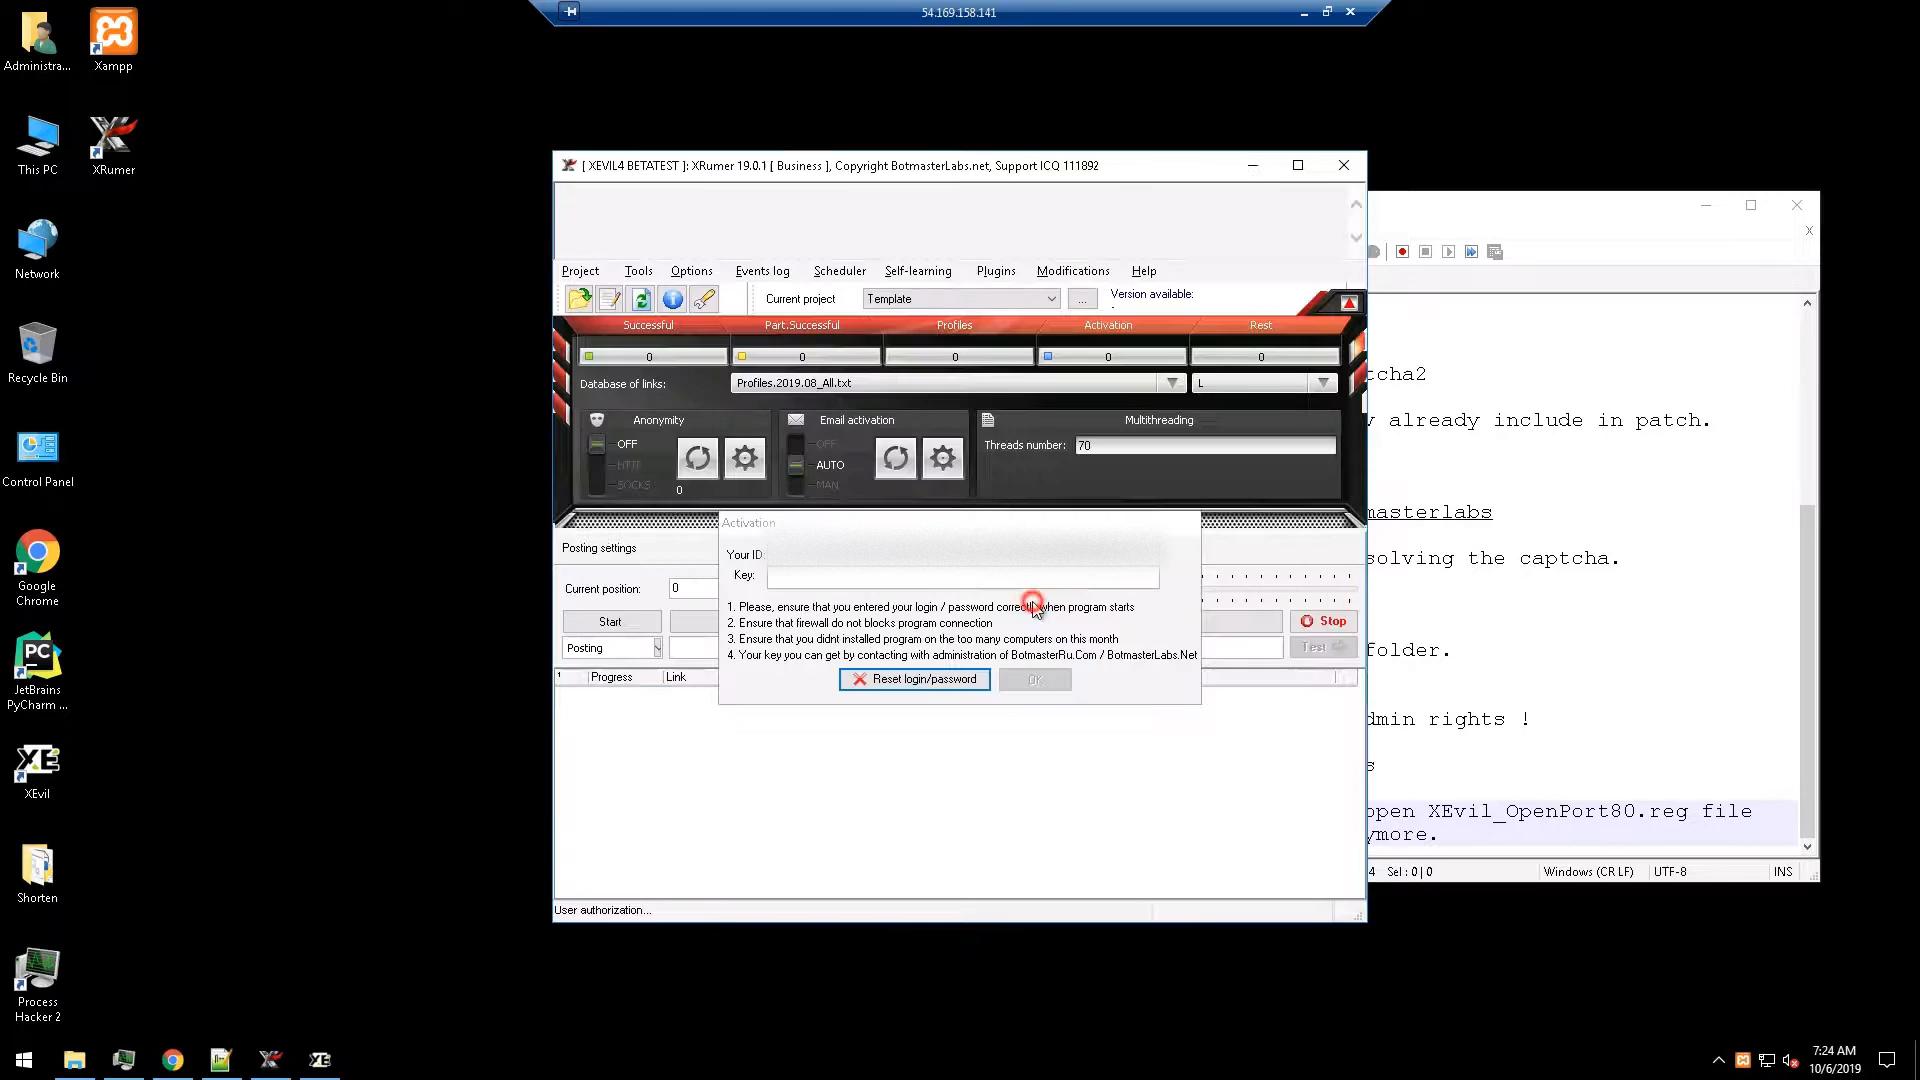 54.169.158.141
Administra...
Xampp
This PC
XRumer
Network
Recycle Bin
Control Panel
Google
Chrome
JetBrains
PyCharm ...
XEvil
Shorten
Process
Hacker 2
[ XEVIL4 BETATEST ]: XRumer 19.0.1 [ Business ], Copyright BotmasterLabs.net, Support ICQ 111892
Project Tools Options Events log Scheduler Self-learning Plugins Modifications Help
Current project Template ... Version available:
-
Successful Part.Successful Profiles Activation Rest
0 0 0 0 0
Database of links: Profiles.2019.08_All.txt L
Anonymity Email activation Multithreading
OFF OFF Threads number: 70
HTTP AUTO
SOCKS 0 MAN
Posting settings
Current position: 0
Start Stop
Posting Test
Progress Link
Activation
Your ID:
Key:
1. Please, ensure that you entered your login / password correctly when program starts
2. Ensure that firewall do not blocks program connection
3. Ensure that you didnt installed program on the too many computers on this month
4. Your key you can get by contacting with administration of BotmasterRu.Com / BotmasterLabs.Net
Reset login/password OK
User authorization...
X
tcha2
y already include in patch.
masterlabs
solving the captcha.
folder.
dmin rights !
s
open XEvil_OpenPort80.reg file
ymore.
4 Sel : 0 | 0 Windows (CR LF) UTF-8 INS
7:24 AM
10/6/2019